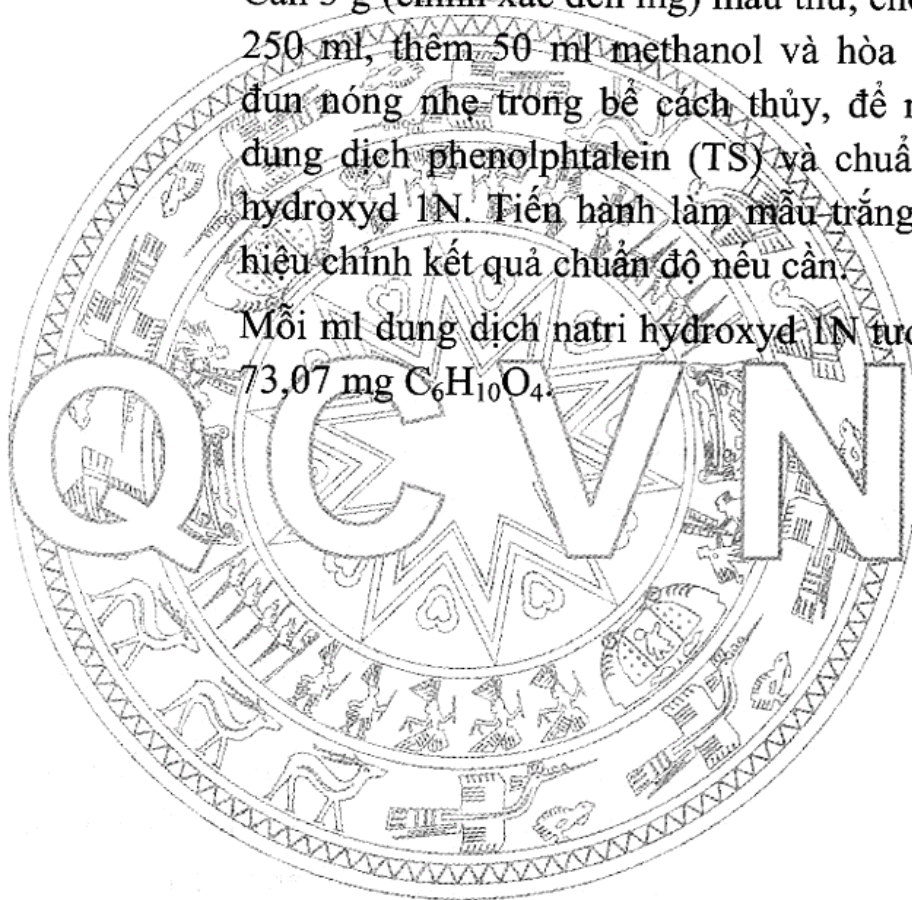 Cân 3 g (chính xác đến mg) mẫu thử,
250 ml, thêm 50 ml methanol và hòa
đun nóng nhẹ trong bể cách thủy, để
dung dịch phenolphtalein (TS) và
hydroxyd 1N. Tiến hành làm mẫu trắng
hiệu chỉnh kết quả chuẩn độ nếu cần.
Mỗi ml dung dịch natri hydroxyd 1N
73,07 mg C₆H₁₀O₄.
QCVN